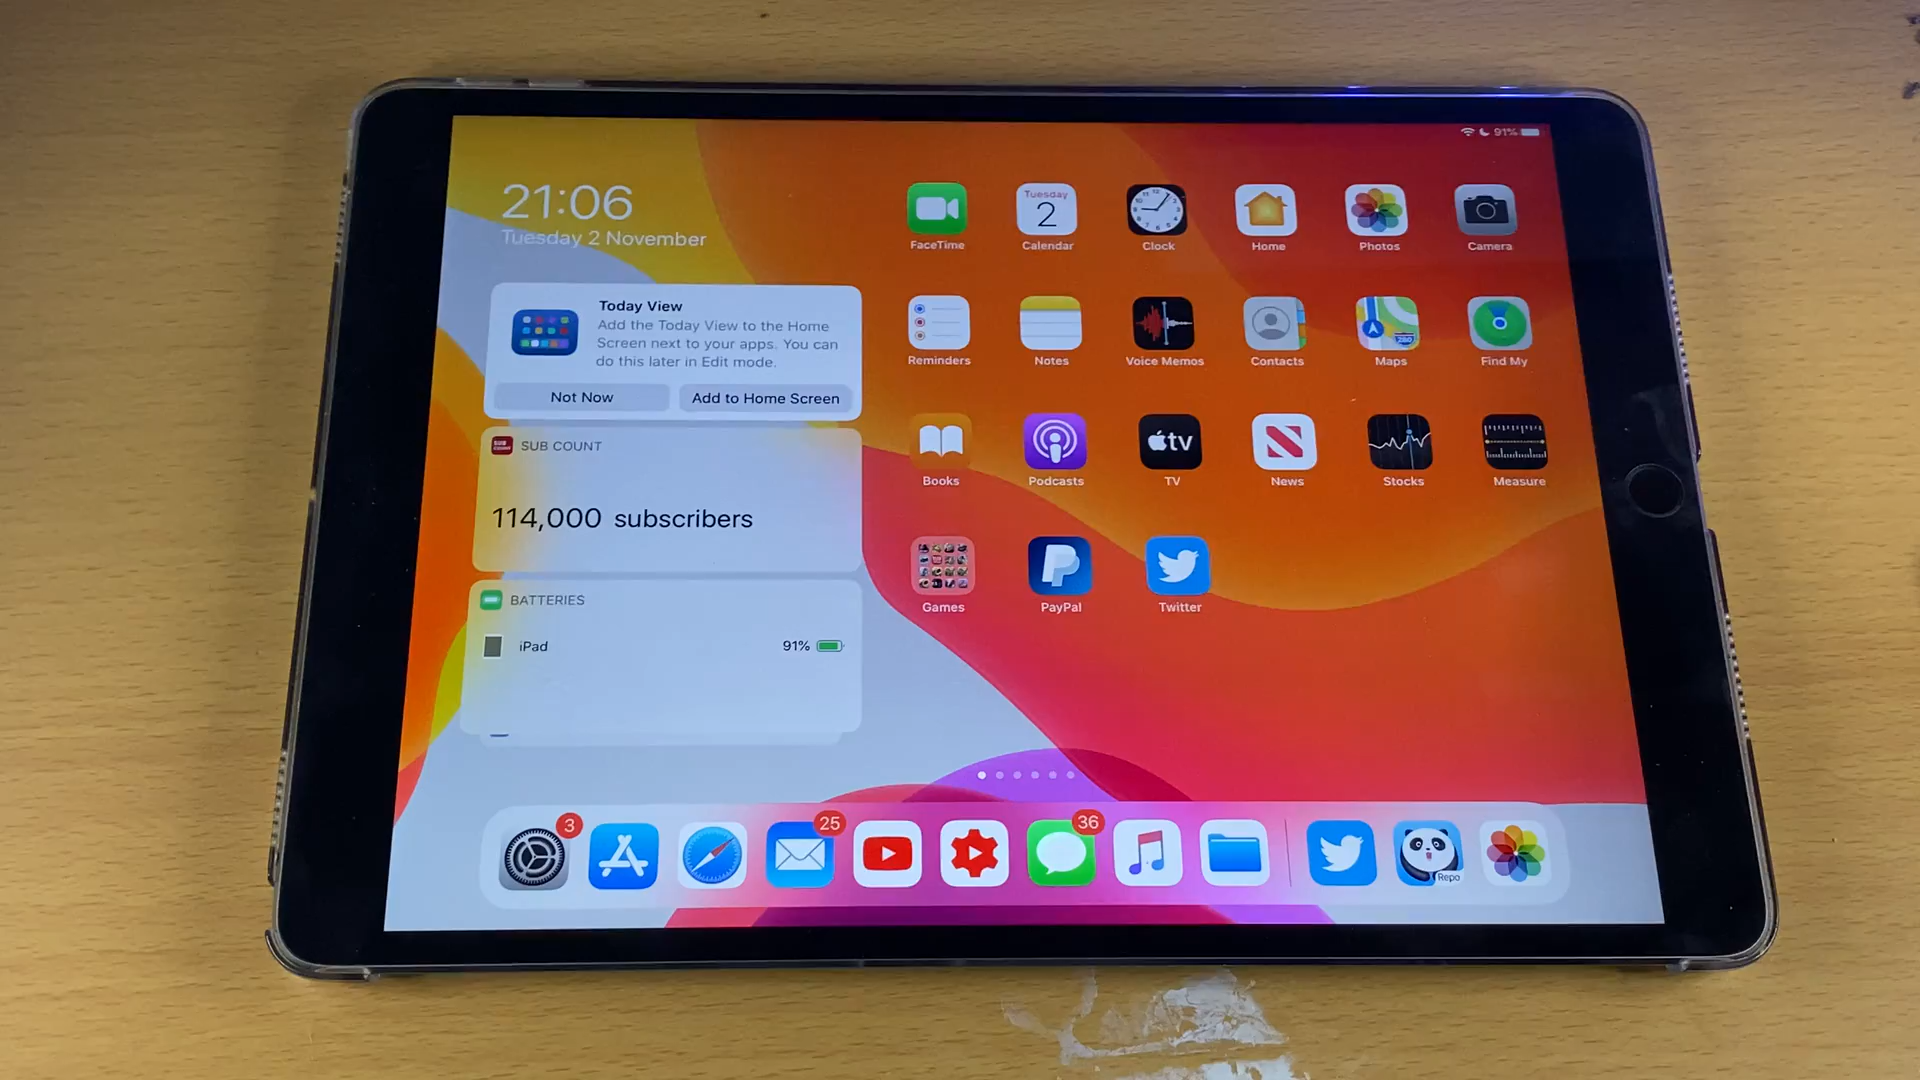 91%
21:06
Tuesday 2 November
Today View
Add the Today View to the Home
Screen next to your apps. You can
do this later in Edit mode.
Not Now
Add to Home Screen
SUB COUNT
114,000 subscribers
BATTERIES
iPad
91%
FaceTime
Tuesday
2
Calendar
Clock
Home
Photos
Camera
Reminders
Notes
Voice Memos
Contacts
280
Maps
Find My
Books
Podcasts
tv
TV
News
Stocks
Measure
Games
PayPal
Twitter
3
25
36
Repo